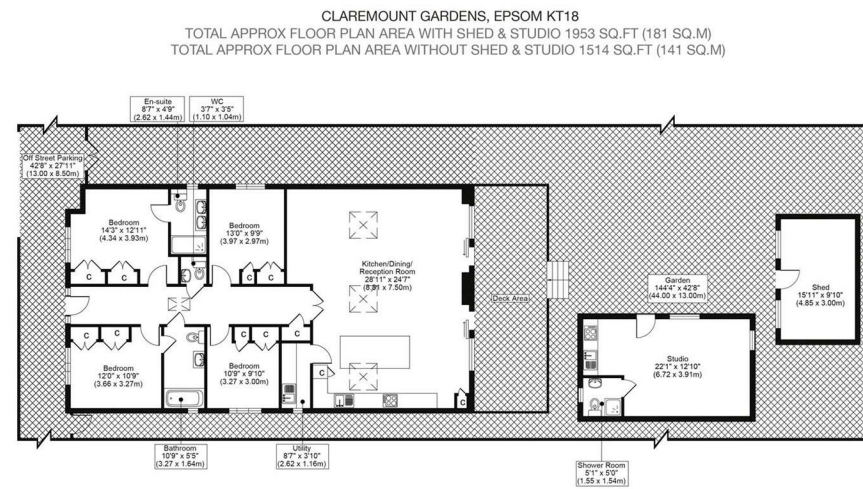 CLAREMOUNT GARDENS, EPSOM KT18
TOTAL APPROX FLOOR PLAN AREA WITH SHED & STUDIO 1953 SQ.FT (181 SQ.M)
TOTAL APPROX FLOOR PLAN AREA WITHOUT SHED & STUDIO 1514 SQ.FT (141 SQ.M)
En-suite
8'7" x 4'9"
(2.62 x 1.44m)
WC
3'7" x 3'5"
(1.10 x 1.04m)
Off Street Parking
42'8" x 27'11"
(13.00 x 8.50m)
Bedroom
14'3" x 12'11"
(4.34 x 3.93m)
Bedroom
13'0" x 9'9"
(3.97 x 2.97m)
C
C
C
C
Kitchen/Dining/
Reception Room
28'11" x 24'7"
(8.81 x 7.50m)
Deck Area
Garden
144'4" x 42'8"
(44.00 x 13.00m)
Shed
15'11" x 9'10"
(4.85 x 3.00m)
C
C
C
C
C
Bedroom
12'0" x 10'9"
(3.66 x 3.27m)
Bedroom
10'9" x 9'10"
(3.27 x 3.00m)
C
C
Studio
22'1" x 12'10"
(6.72 x 3.91m)
Bathroom
10'9" x 5'5"
(3.27 x 1.64m)
Utility
8'7" x 3'10"
(2.62 x 1.16m)
Shower Room
5'1" x 5'0"
(1.55 x 1.54m)